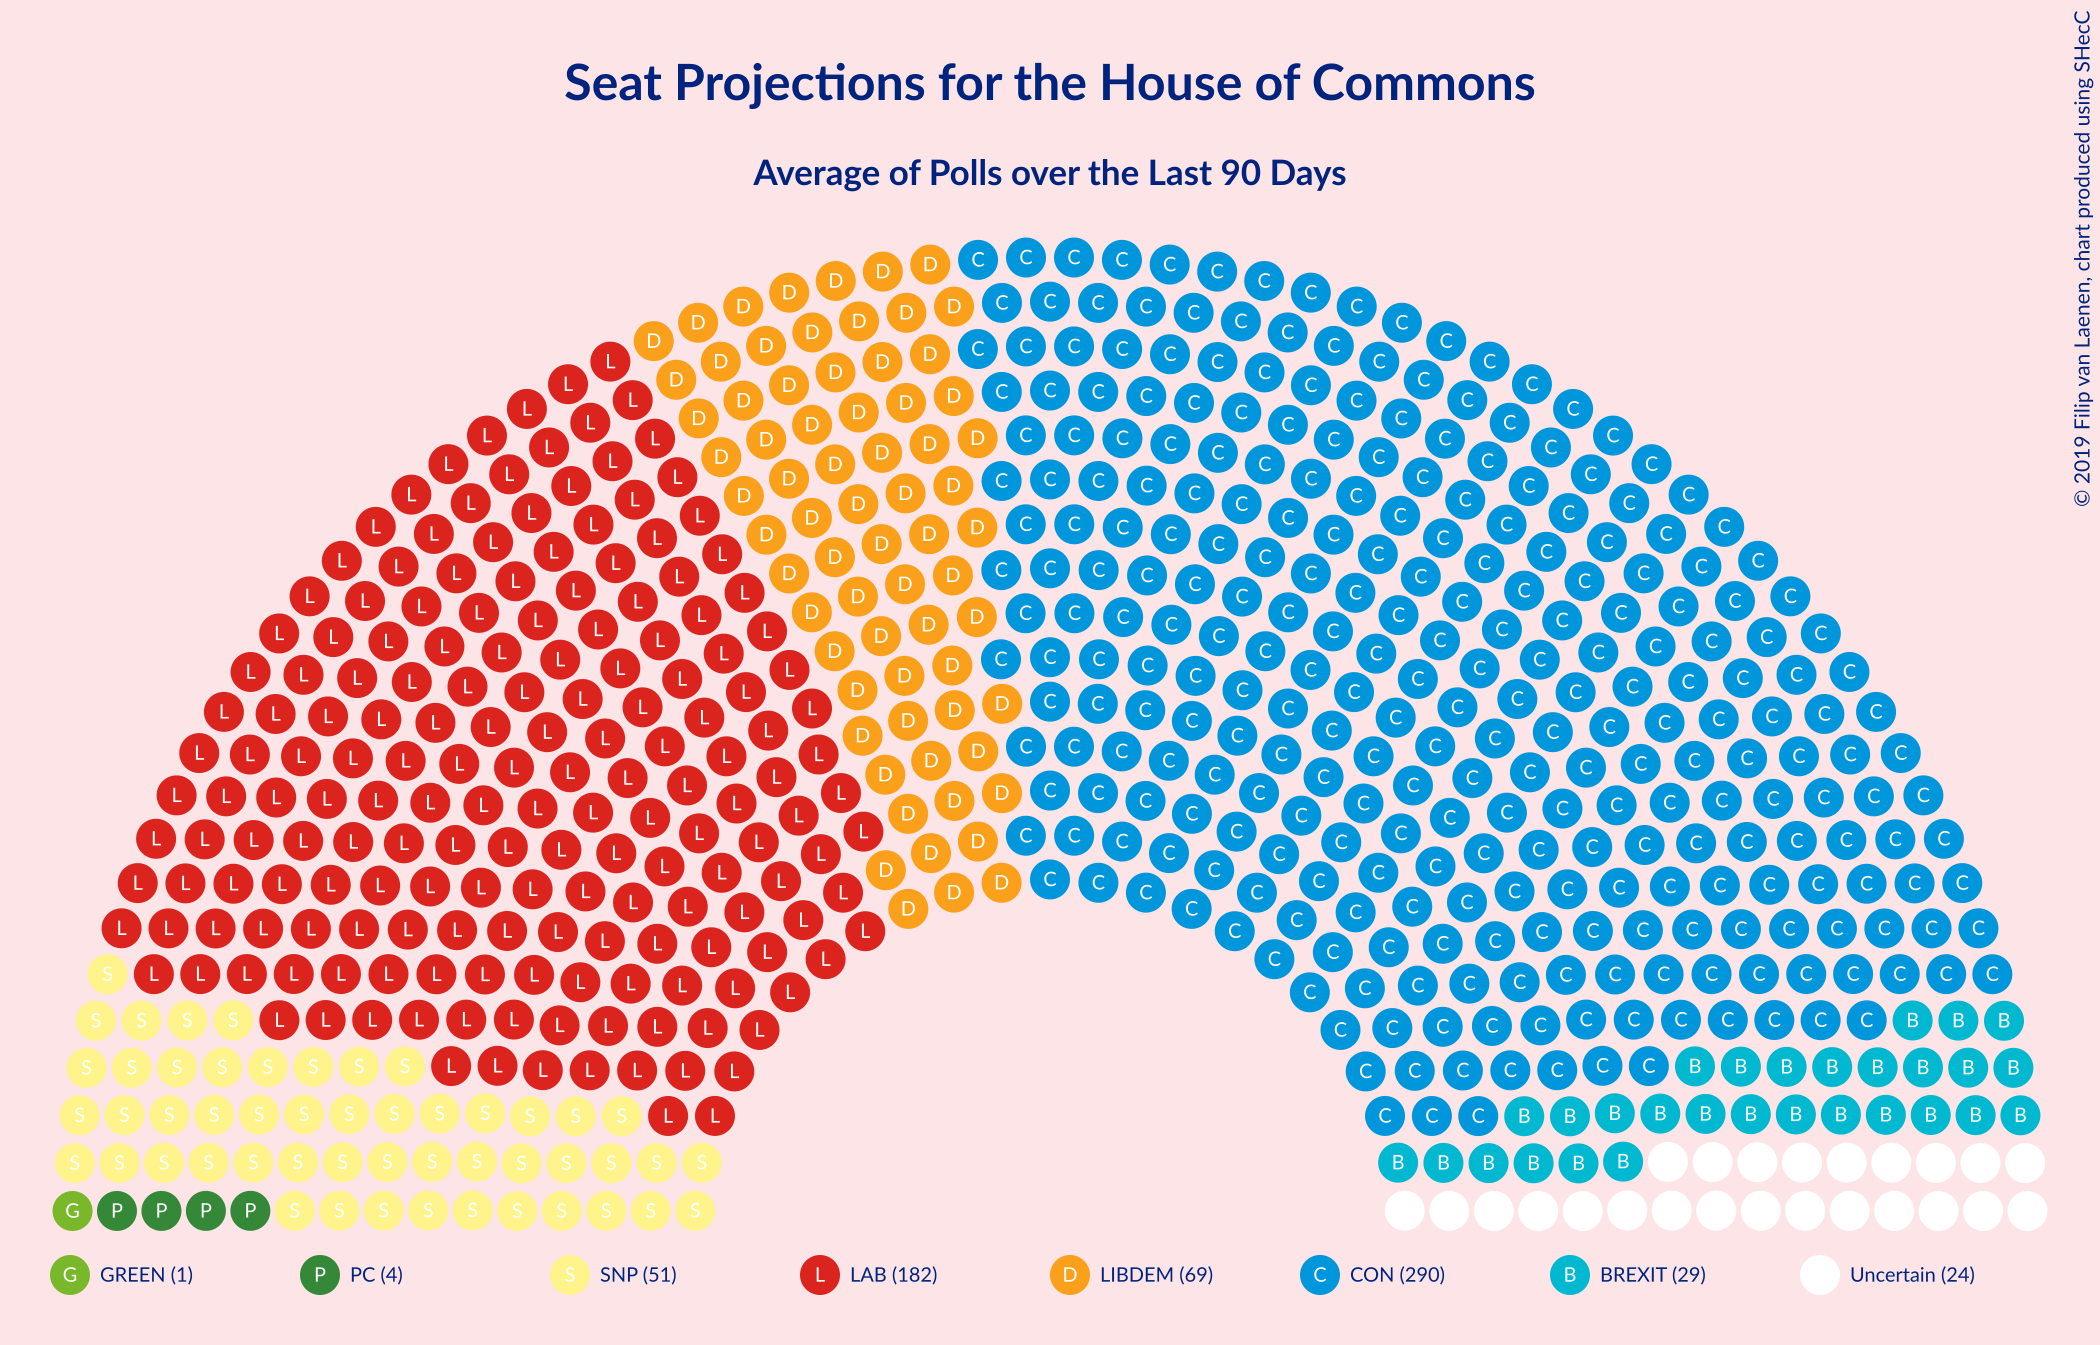 Seat Projections for the House of Commons
Average of Polls over the Last 90 Days
© 2019 Filip van Laenen, chart produced using SHecC
G GREEN (1)
P PC (4)
S SNP (51)
L LAB (182)
D LIBDEM (69)
C CON (290)
B BREXIT (29)
Uncertain (24)